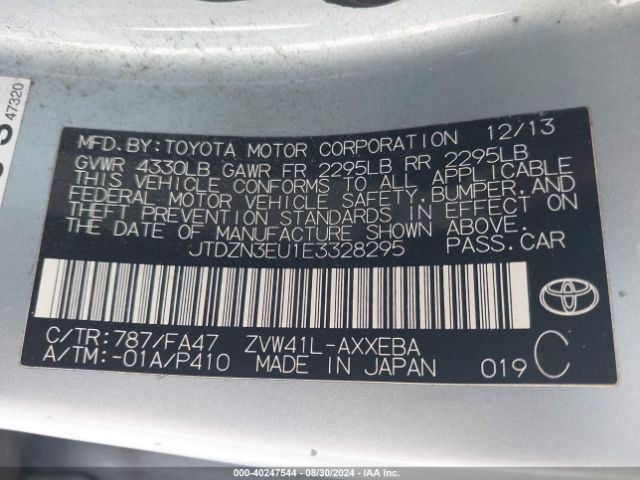 47320
MFD.BY:TOYOTA MOTOR CORPORATION 12/13
GVWR 4330LB GAWR FR 2295LB RR 2295LB
THIS VEHICLE CONFORMS TO ALL APPLICABLE
FEDERAL MOTOR VEHICLE SAFETY,BUMPER,AND
THEFT PREVENTION STANDARDS IN EFFECT ON
THE DATE OF MANUFACTURE SHOWN ABOVE.
JTDZN3EU1E3328295 PASS.CAR
C/TR:787/FA47 ZVW41L-AXXEBA
A/TM:-01A/P410 MADE IN JAPAN 019 C
TOYOTA
000-40247544 - 08/30/2024 - IAA Inc.